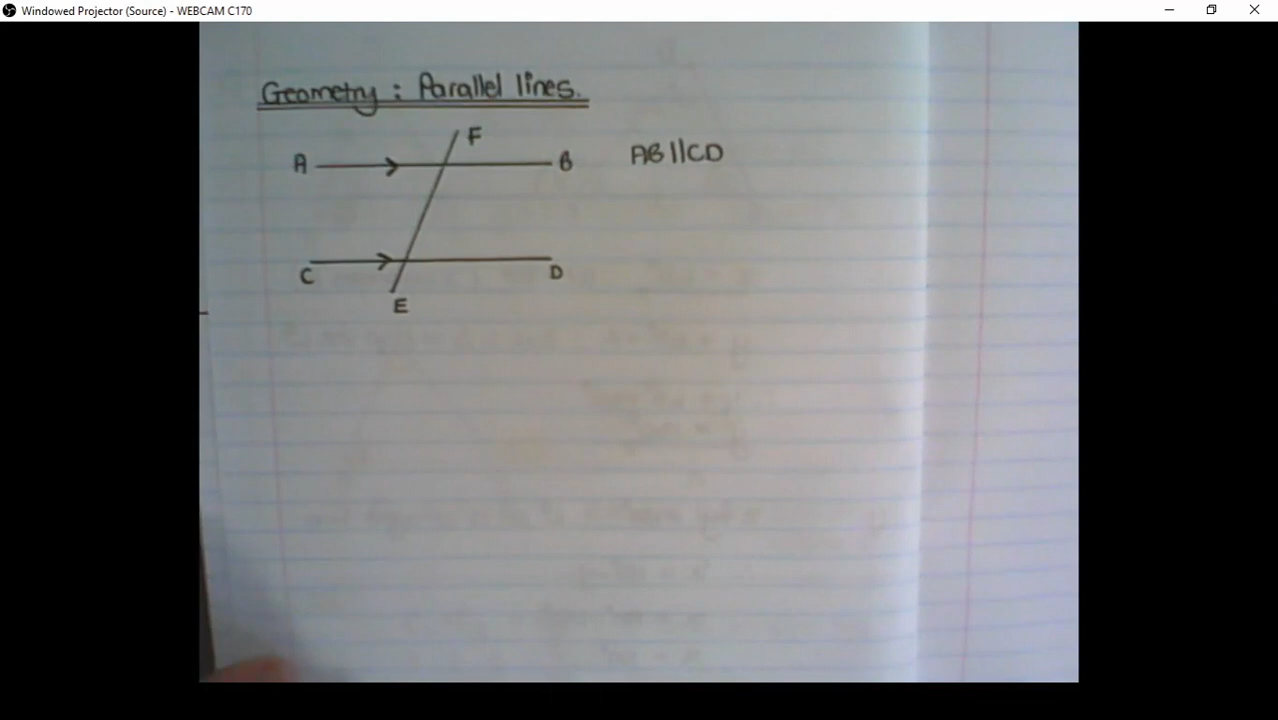 Windowed Projector (Source) - WEBCAM C170
Geometry : Parallel lines.
F
A
B
AB||CD
C
D
E